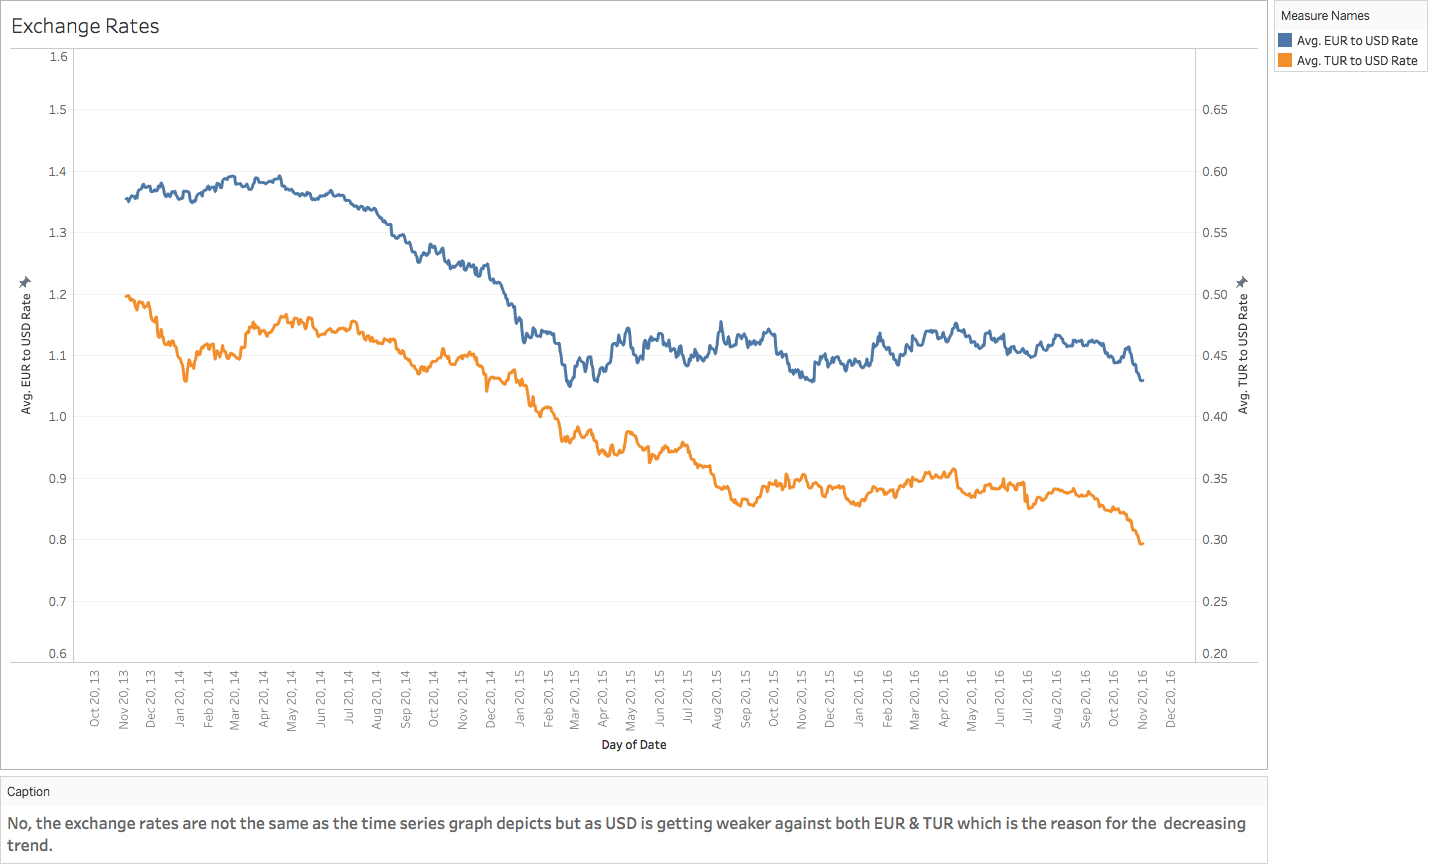 Exchange Rates
Measure Names
Avg. EUR to USD Rate
Avg. TUR to USD Rate
Avg. EUR to USD Rate
1.6
1.5
1.4
1.3
1.2
1.1
1.0
0.9
0.8
0.7
0.6
0.65
0.60
0.55
0.50
0.45
0.40
0.35
0.30
0.25
0.20
Avg. TUR to USD Rate
Oct 20, 13
Nov 20, 13
Dec 20, 13
Jan 20, 14
Feb 20, 14
Mar 20, 14
Apr 20, 14
May 20, 14
Jun 20, 14
Jul 20, 14
Aug 20, 14
Sep 20, 14
Oct 20, 14
Nov 20, 14
Dec 20, 14
Jan 20, 15
Feb 20, 15
Mar 20, 15
Apr 20, 15
May 20, 15
Jun 20, 15
Jul 20, 15
Aug 20, 15
Sep 20, 15
Oct 20, 15
Nov 20, 15
Dec 20, 15
Jan 20, 16
Feb 20, 16
Mar 20, 16
Apr 20, 16
May 20, 16
Jun 20, 16
Jul 20, 16
Aug 20, 16
Sep 20, 16
Oct 20, 16
Nov 20, 16
Dec 20, 16
Day of Date
Caption
No, the exchange rates are not the same as the time series graph depicts but as USD is getting weaker against both EUR & TUR which is the reason for the decreasing
trend.